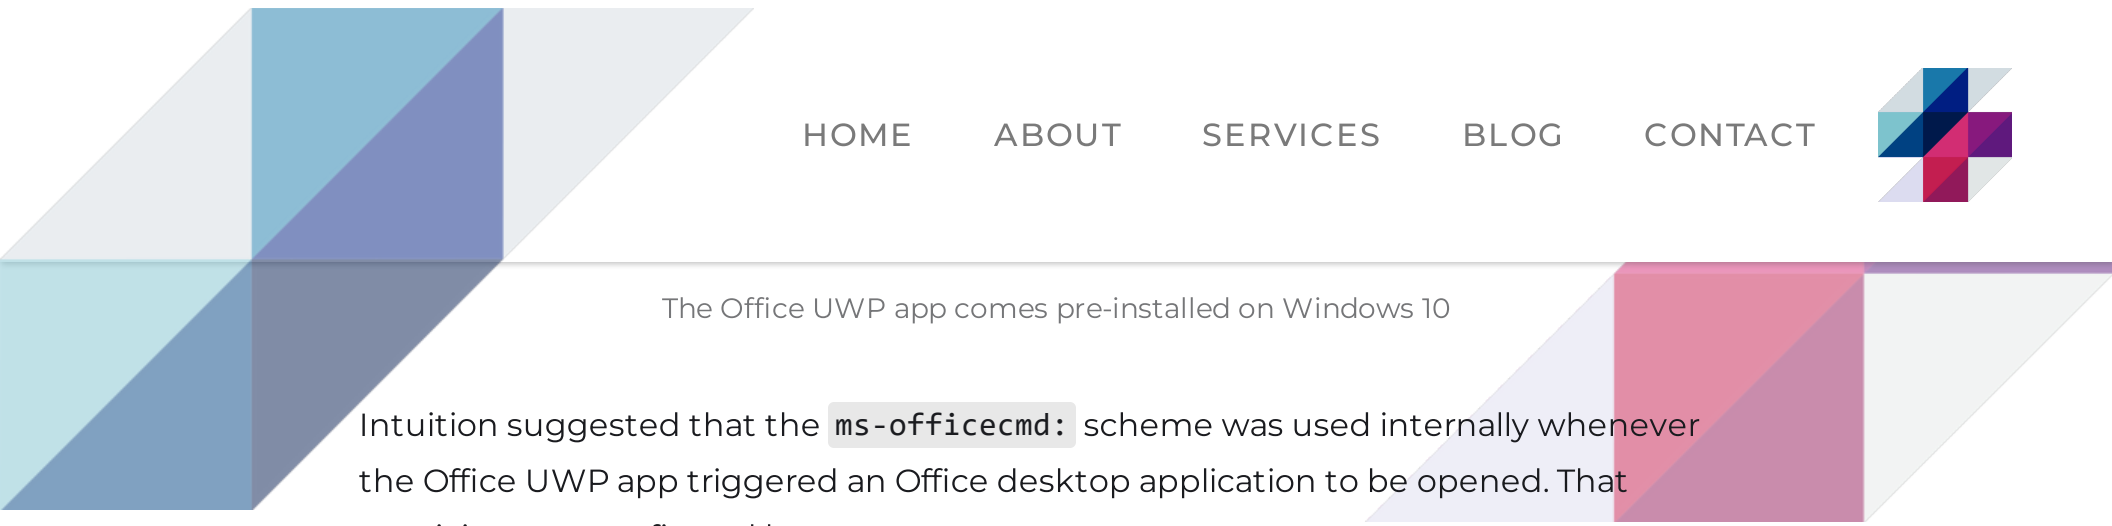 HOME ABOUT SERVICES BLOG CONTACT
The Office UWP app comes pre-installed on Windows 10
Intuition suggested that the ms-officecmd: scheme was used internally whenever
the Office UWP app triggered an Office desktop application to be opened. That